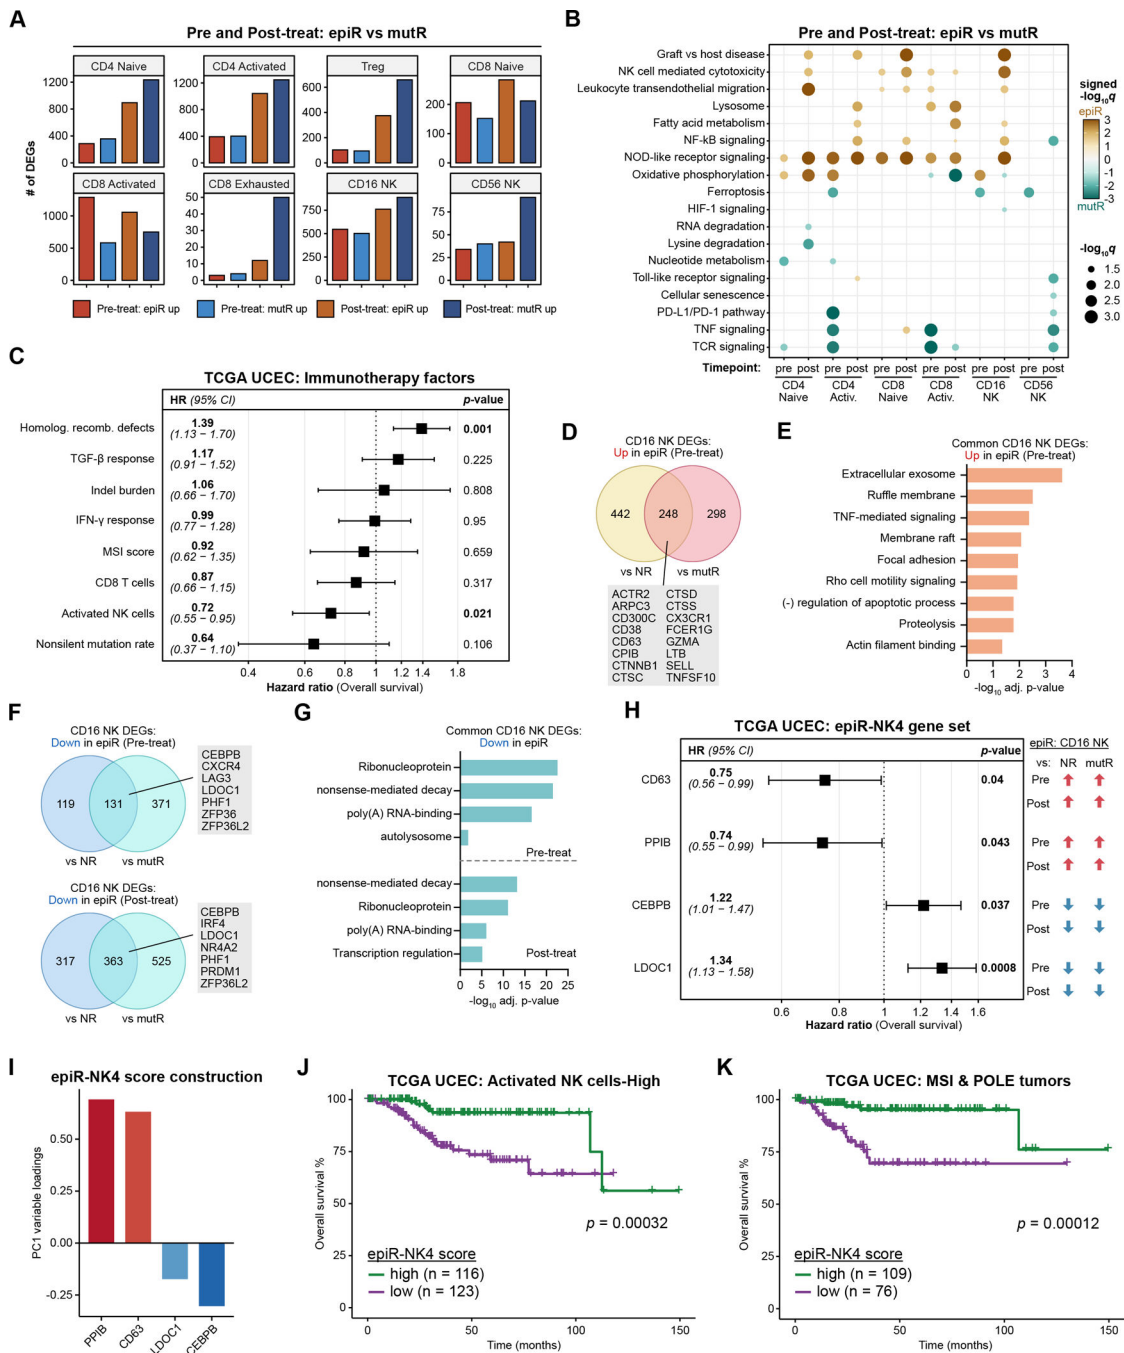 A
Pre and Post-treat: epiR vs mutR
CD4 Naive
CD4 Activated
Treg
CD8 Naive
1200
800
400
0
1200
800
400
0
600
400
200
0
200
100
0
# of DEGs
CD8 Activated
CD8 Exhausted
CD16 NK
CD56 NK
1000
500
0
50
40
30
20
10
0
750
500
250
0
75
50
25
0
Pre-treat: epiR up
Pre-treat: mutR up
Post-treat: epiR up
Post-treat: mutR up
B
Pre and Post-treat: epiR vs mutR
Graft vs host disease
NK cell mediated cytotoxicity
Leukocyte transendothelial migration
Lysosome
Fatty acid metabolism
NF-kB signaling
NOD-like receptor signaling
Oxidative phosphorylation
Ferroptosis
HIF-1 signaling
RNA degradation
Lysine degradation
Nucleotide metabolism
Toll-like receptor signaling
Cellular senescence
PD-L1/PD-1 pathway
TNF signaling
TCR signaling
Timepoint:
pre post pre post pre post pre post pre post pre post
CD4 Naive
CD4 Activ.
CD8 Naive
CD8 Activ.
CD16 NK
CD56 NK
signed
-log10q
epiR
3
2
1
0
-1
-2
-3
mutR
-log10q
1.5
2.0
2.5
3.0
C
TCGA UCEC: Immunotherapy factors
HR (95% CI)
p-value
Homolog. recomb. defects
1.39
(1.13 − 1.70)
0.001
TGF-β response
1.17
(0.91 − 1.52)
0.225
Indel burden
1.06
(0.66 − 1.70)
0.808
IFN-γ response
0.99
(0.77 − 1.28)
0.95
MSI score
0.92
(0.62 − 1.35)
0.659
CD8 T cells
0.87
(0.66 − 1.15)
0.317
Activated NK cells
0.72
(0.55 − 0.95)
0.021
Nonsilent mutation rate
0.64
(0.37 − 1.10)
0.106
0.4 0.6 0.8 1 1.2 1.4 1.8
Hazard ratio (Overall survival)
D
CD16 NK DEGs:
Up in epiR (Pre-treat)
442
248
298
vs NR
vs mutR
ACTR2 CTSD
ARPC3 CTSS
CD300C CX3CR1
CD38 FCER1G
CD63 GZMA
CPIB LTB
CTNNB1 SELL
CTSC TNFSF10
E
Common CD16 NK DEGs:
Up in epiR (Pre-treat)
Extracellular exosome
Ruffle membrane
TNF-mediated signaling
Membrane raft
Focal adhesion
Rho cell motility signaling
(-) regulation of apoptotic process
Proteolysis
Actin filament binding
0 1 2 3 4
-log10 adj. p-value
F
CD16 NK DEGs:
Down in epiR (Pre-treat)
119
131
371
vs NR
vs mutR
CEBPB
CXCR4
LAG3
LDOC1
PHF1
ZFP36
ZFP36L2
CD16 NK DEGs:
Down in epiR (Post-treat)
317
363
525
vs NR
vs mutR
CEBPB
IRF4
LDOC1
NR4A2
PHF1
PRDM1
ZFP36L2
G
Common CD16 NK DEGs:
Down in epiR
Ribonucleoprotein
nonsense-mediated decay
poly(A) RNA-binding
autolysosome
Pre-treat
nonsense-mediated decay
Ribonucleoprotein
poly(A) RNA-binding
Transcription regulation
Post-treat
0 5 10 15 20 25
-log10 adj. p-value
H
TCGA UCEC: epiR-NK4 gene set
HR (95% CI)
p-value
epiR: CD16 NK
vs: NR mutR
CD63
0.75
(0.56 − 0.99)
0.04
Pre
Post
PPIB
0.74
(0.55 − 0.99)
0.043
Pre
Post
CEBPB
1.22
(1.01 − 1.47)
0.037
Pre
Post
LDOC1
1.34
(1.13 − 1.58)
0.0008
Pre
Post
0.6 0.8 1 1.2 1.4 1.6
Hazard ratio (Overall survival)
I
epiR-NK4 score construction
PC1 variable loadings
0.50
0.25
0.00
-0.25
PPIB
CD63
LDOC1
CEBPB
J
TCGA UCEC: Activated NK cells-High
Overall survival %
100
75
50
25
0
p = 0.00032
epiR-NK4 score
high (n = 116)
low (n = 123)
0 50 100 150
Time (months)
K
TCGA UCEC: MSI & POLE tumors
Overall survival %
100
75
50
25
0
p = 0.00012
epiR-NK4 score
high (n = 109)
low (n = 76)
0 50 100 150
Time (months)